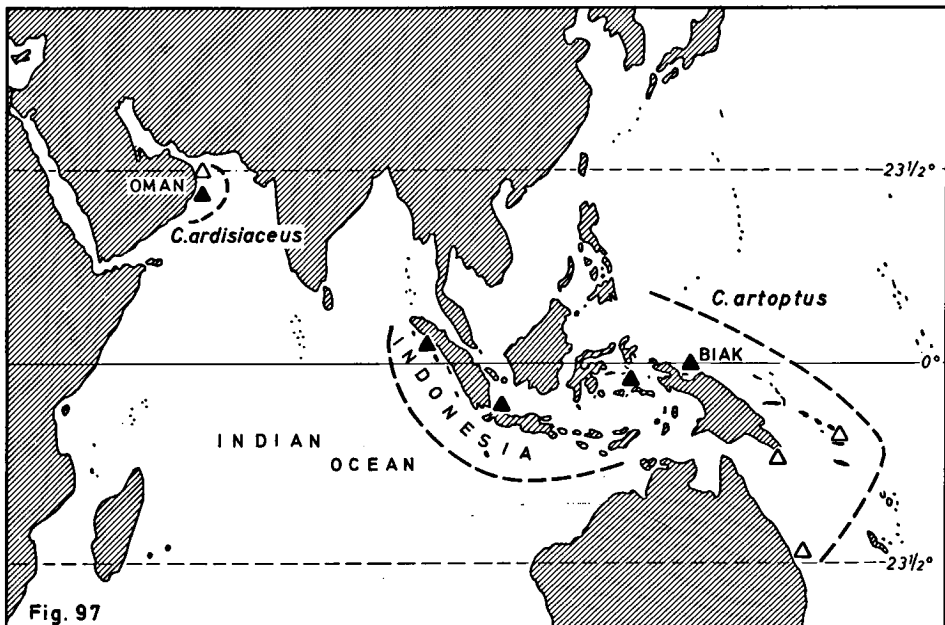 23½°
OMAN
C.ardisiaceus
C.artoptus
BIAK
0°
INDONESIA
INDIAN
OCEAN
23½°
Fig. 97